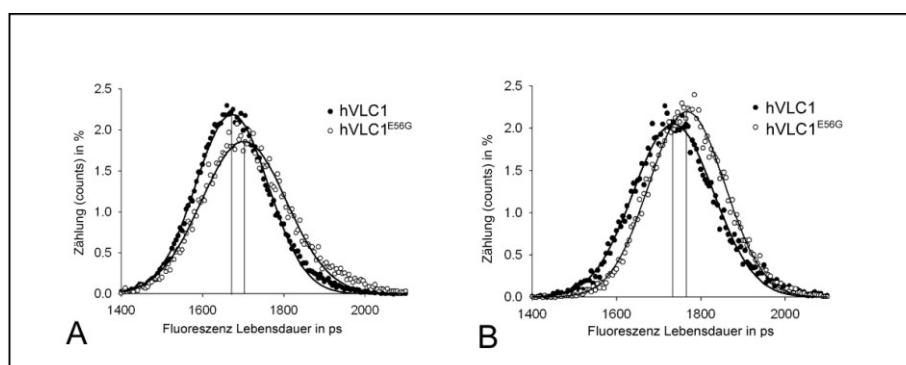 2.5
2.0
1.5
1.0
0.5
0.0
Zählung (counts) in %
hVLC1
hVLC1E56G
1400 1600 1800 2000
Fluoreszenz Lebensdauer in ps
A
2.5
2.0
1.5
1.0
0.5
0.0
Zählung (counts) in %
hVLC1
hVLC1E56G
1400 1600 1800 2000
Fluoreszenz Lebensdauer in ps
B